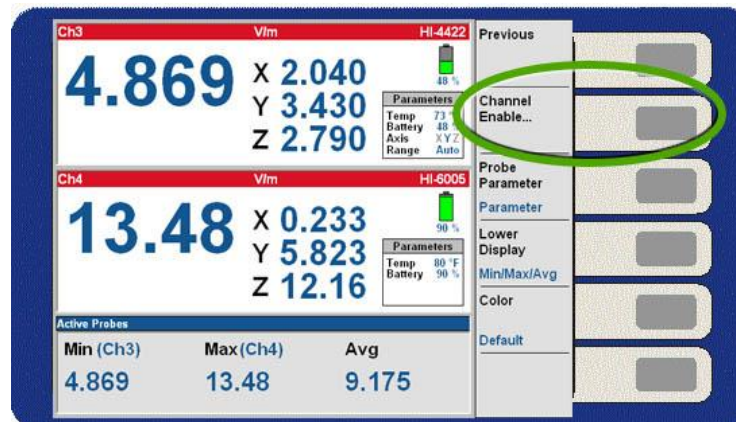 Ch3 V/m HI-4422
4.869
X 2.040
Y 3.430
Z 2.790
48 %
Parameters
Temp 73 °
Battery 48 %
Axis XYZ
Range Auto
Ch4 V/m HI-6005
13.48
X 0.233
Y 5.823
Z 12.16
90 %
Parameters
Temp 80 °F
Battery 90 %
Active Probes
Min (Ch3) Max(Ch4) Avg
4.869 13.48 9.175
Previous
Channel
Enable...
Probe
Parameter
Parameter
Lower
Display
Min/Max/Avg
Color
Default